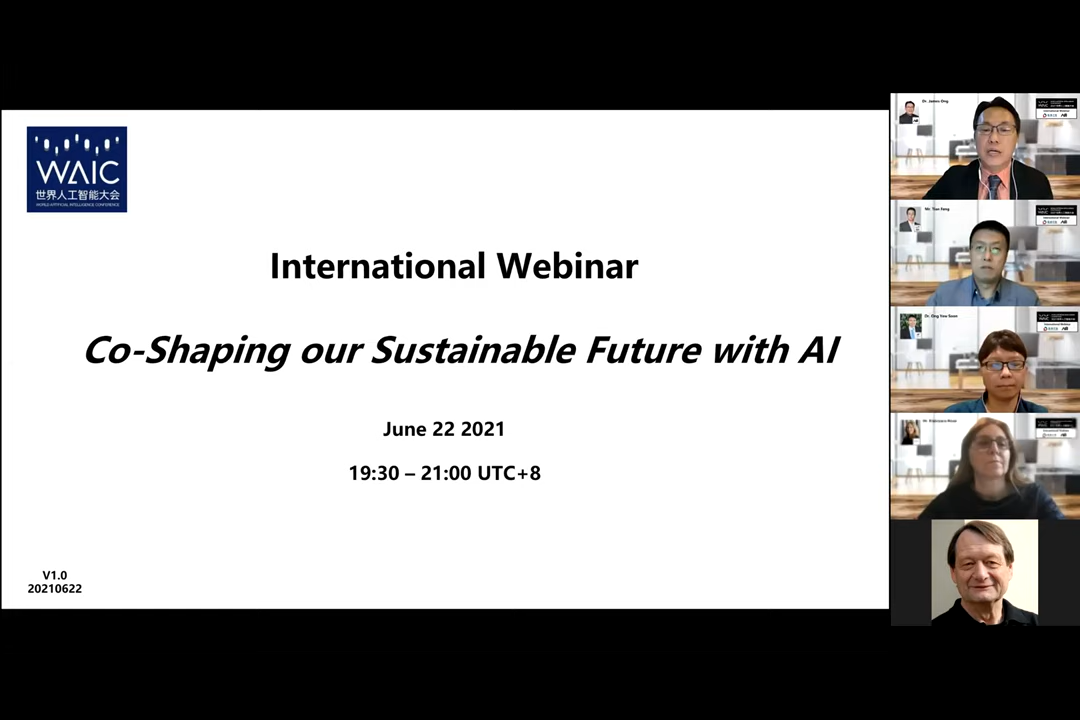 WAIC
世界人工智能大会
WORLD ARTIFICIAL INTELLIGENCE CONFERENCE
International Webinar
Co-Shaping our Sustainable Future with AI
June 22 2021
19:30 – 21:00 UTC+8
V1.0
20210622
Dr. James Ong
Mr. Tian Feng
Dr. Ong Yew Soon